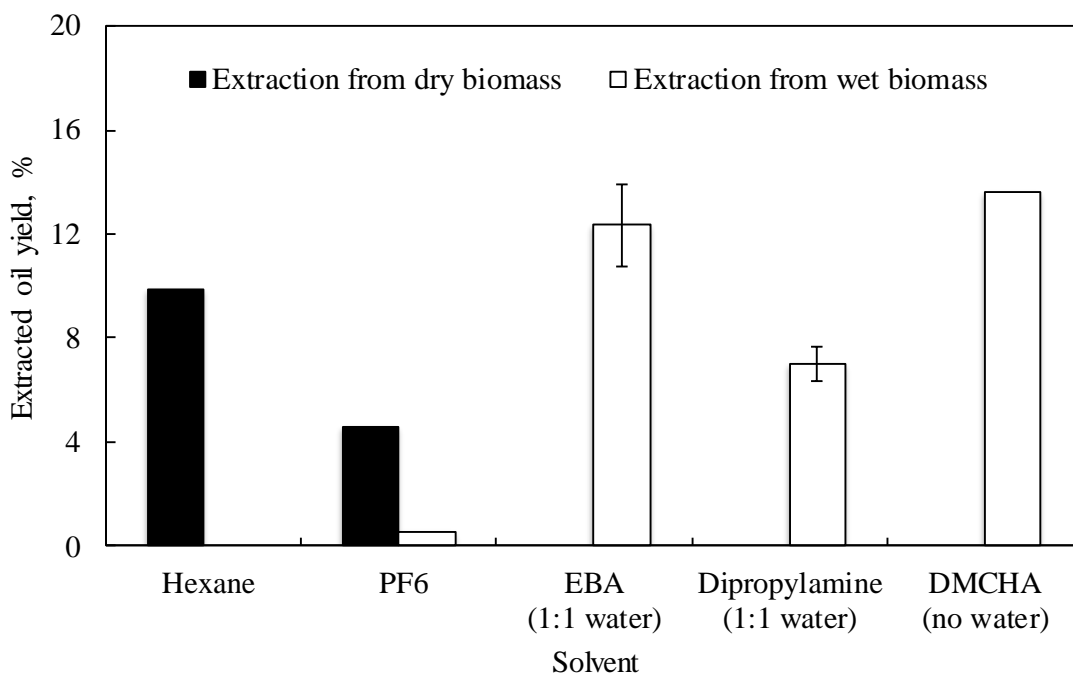 20
Extraction from dry biomass
Extraction from wet biomass
16
12
8
4
0
Extracted oil yield, %
Hexane
PF6
EBA
(1:1 water)
Dipropylamine
(1:1 water)
DMCHA
(no water)
Solvent